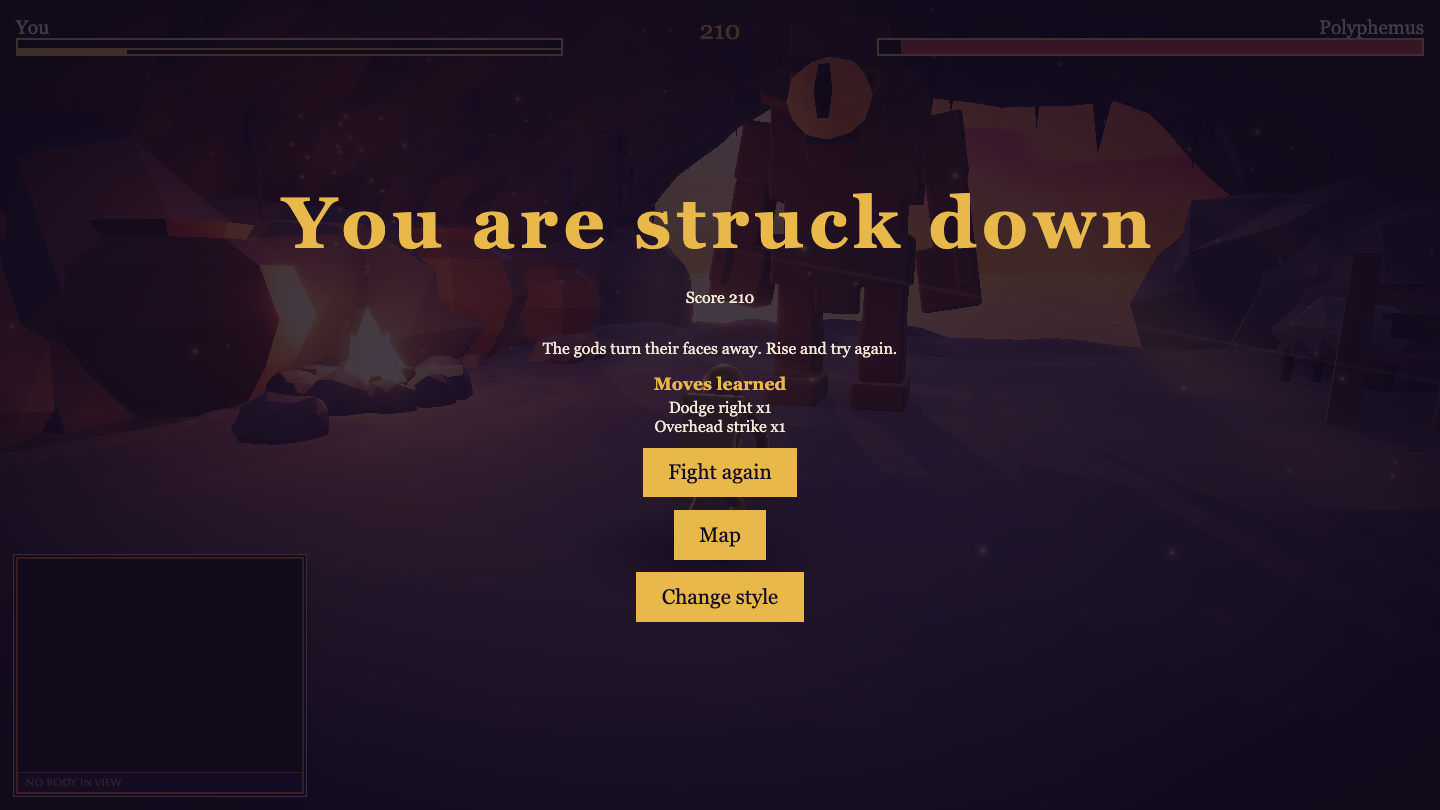 You
210
Polyphemus
You are struck down
Score 210
The gods turn their faces away. Rise and try again.
Moves learned
Dodge right x1
Overhead strike x1
Fight again
Map
Change style
NO BODY IN VIEW